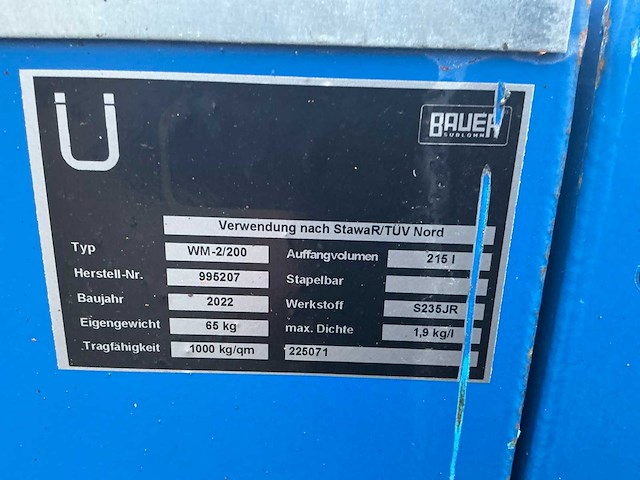 Ü
BAUER
SUDLOHN
Verwendung nach StawaR/TÜV Nord
Typ WM-2/200 Auffangvolumen 215 l
Herstell-Nr. 995207 Stapelbar
Baujahr 2022 Werkstoff S235JR
Eigengewicht 65 kg max. Dichte 1,9 kg/l
Tragfähigkeit 1000 kg/qm 225071